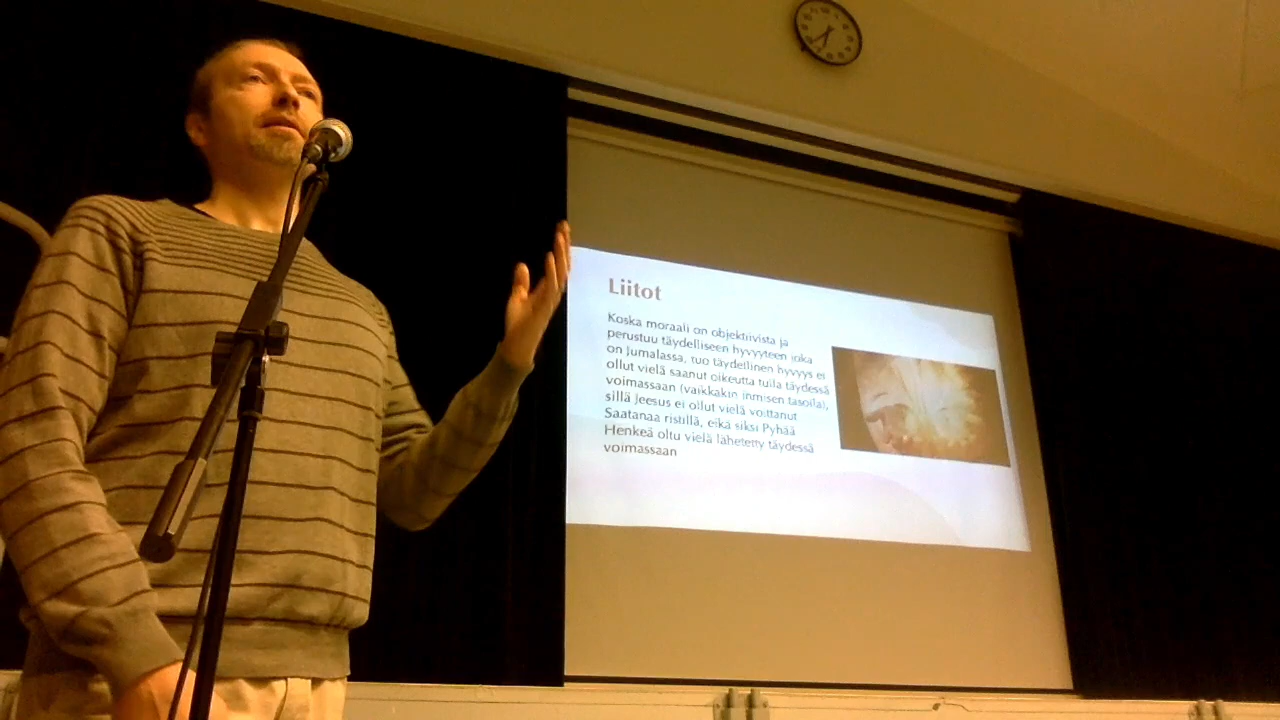 Liitot
Koska moraali on objektiivista ja
perustuu täydelliseen hyvyyteen joka
on Jumalassa, tuo täydellinen hyvyys ei
ollut vielä saanut oikeutta tulla täydessä
voimassaan (vaikkakin ihmisen tasolla),
sillä Jeesus ei ollut vielä voittanut
Saatanaa ristillä, eikä siksi Pyhää
Henkeä oltu vielä lähetetty täydessä
voimassaan